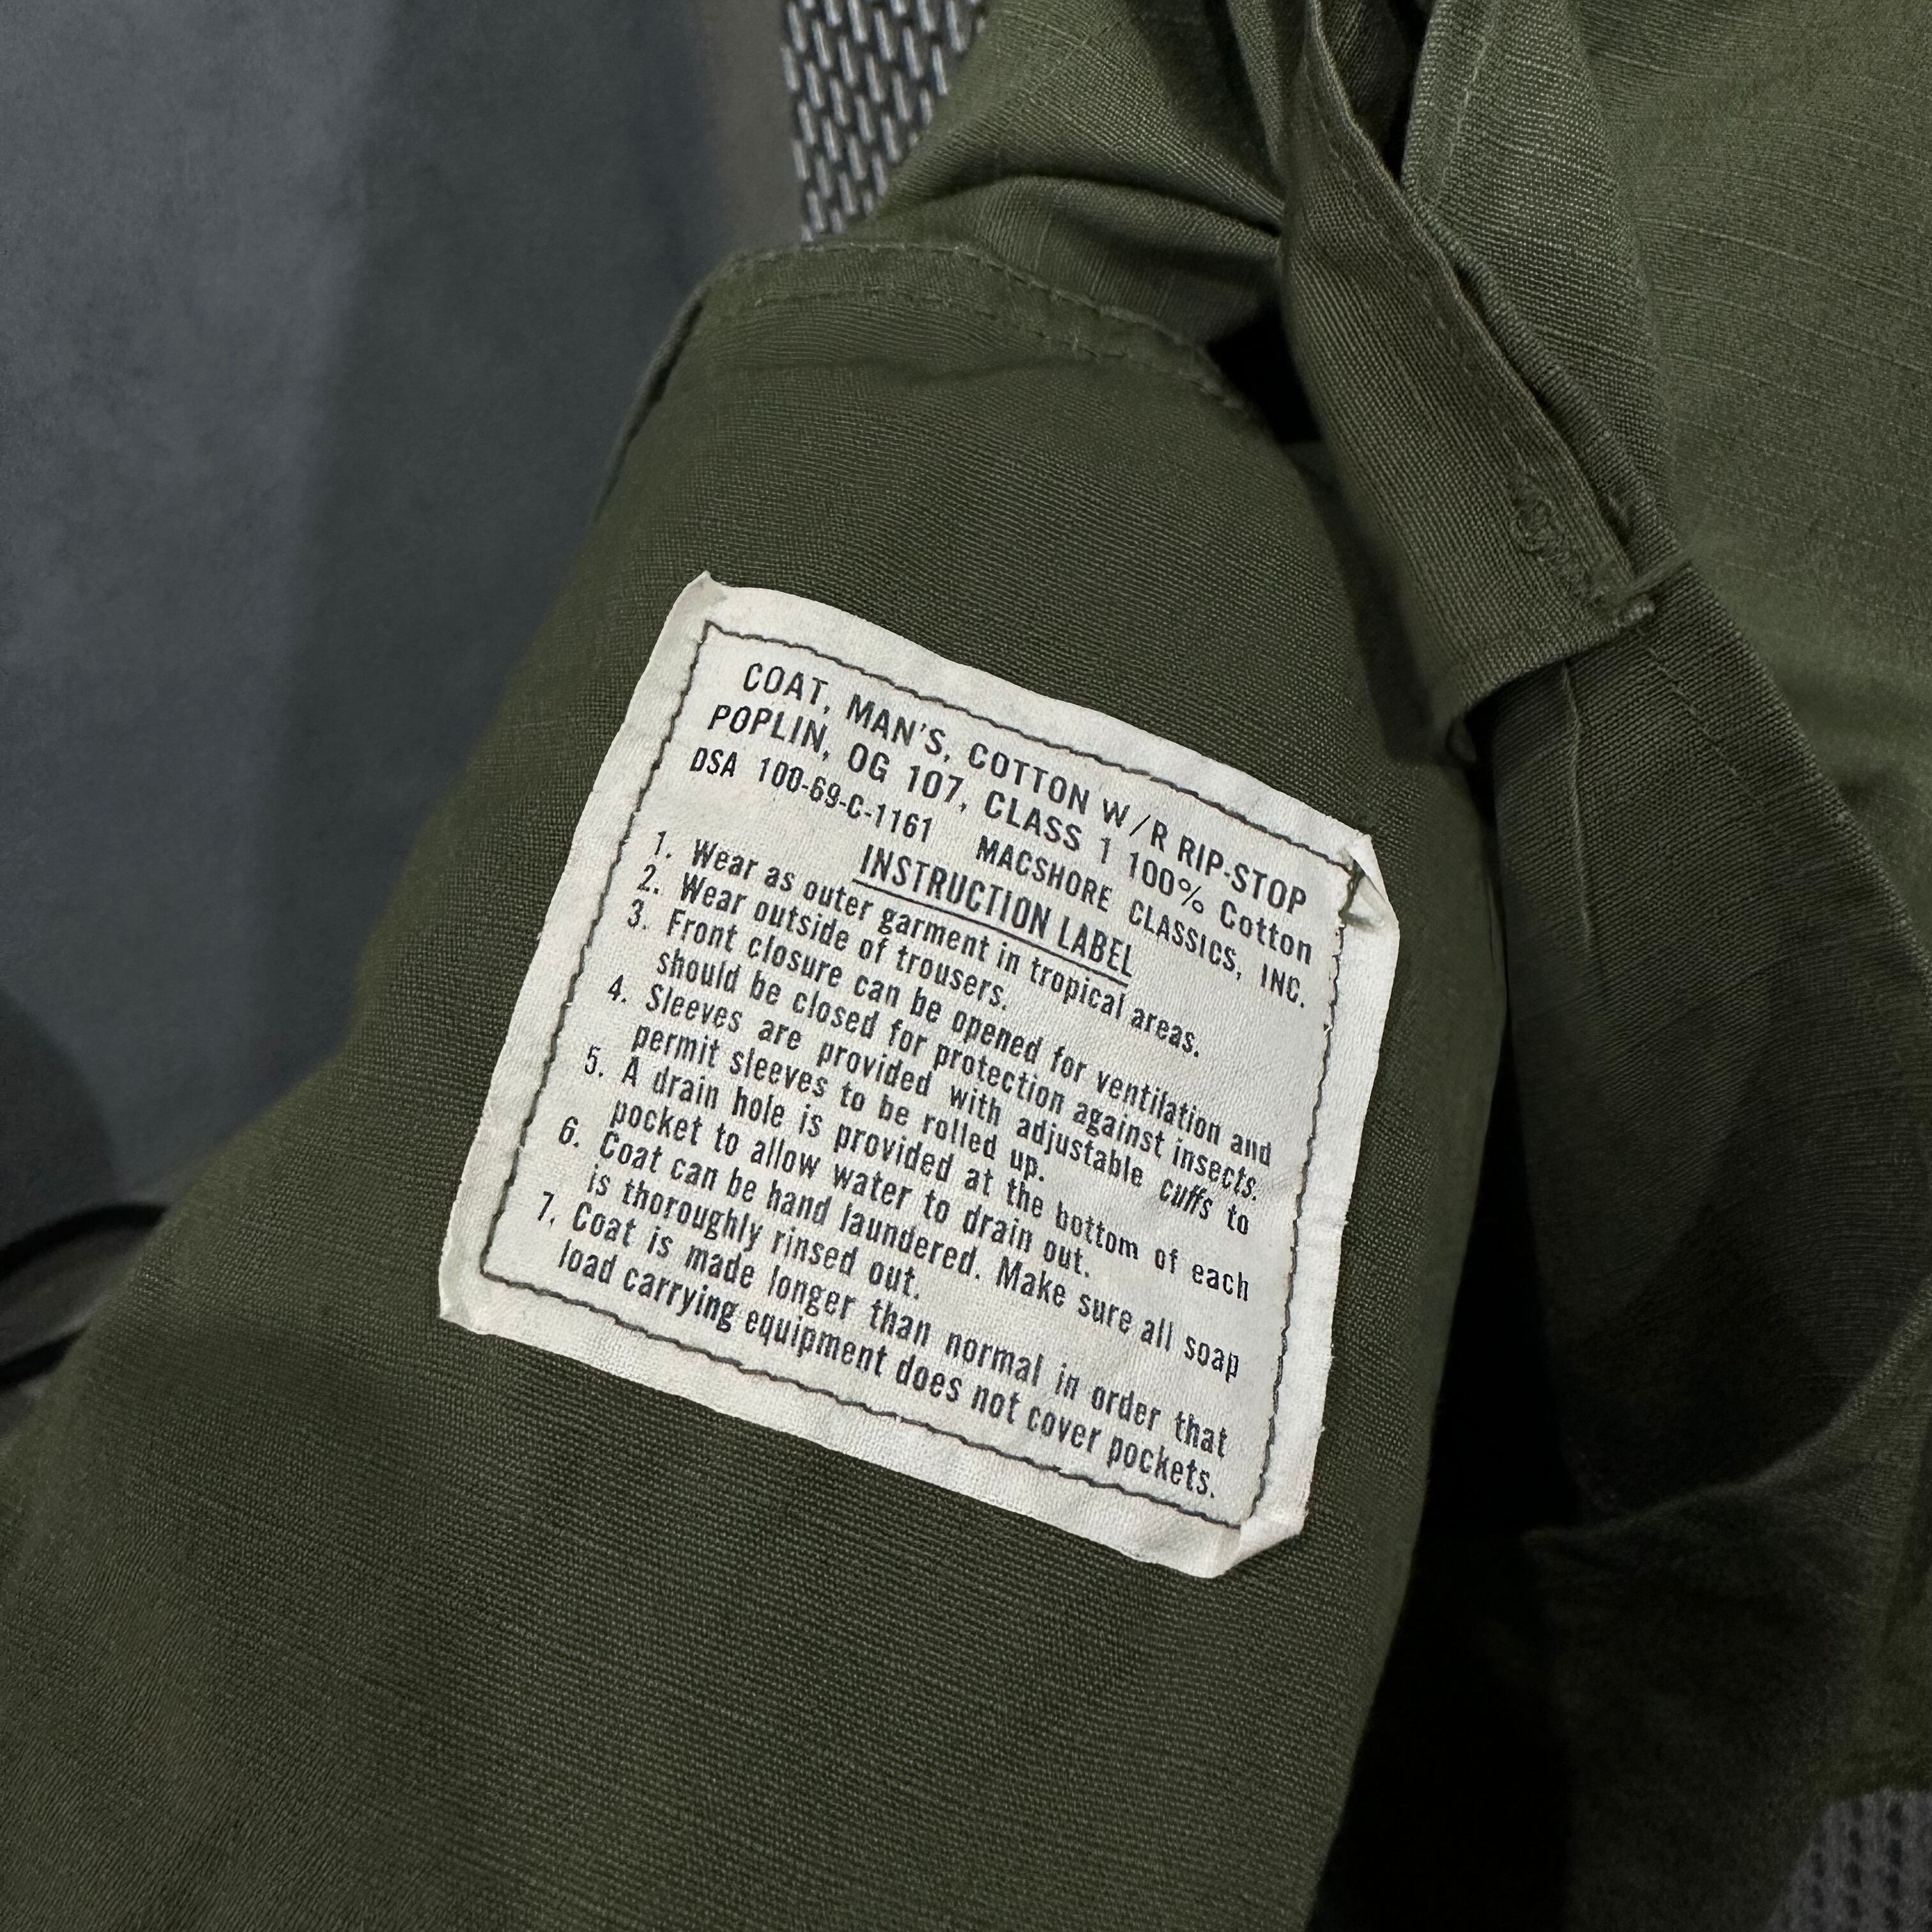 COAT, MAN'S, COTTON W/R RIP-STOP
POPLIN, OG 107, CLASS 1 100% Cotton
DSA 100-69-C-1161 MACSHORE CLASSICS, INC.
INSTRUCTION LABEL
1. Wear as outer garment in tropical areas.
2. Wear outside of trousers.
3. Front closure can be opened for ventilation and
should be closed for protection against insects.
4. Sleeves are provided with adjustable cuffs to
permit sleeves to be rolled up.
5. A drain hole is provided at the bottom of each
pocket to allow water to drain out.
6. Coat can be hand laundered. Make sure all soap
is thoroughly rinsed out.
7. Coat is made longer than normal in order that
load carrying equipment does not cover pockets.